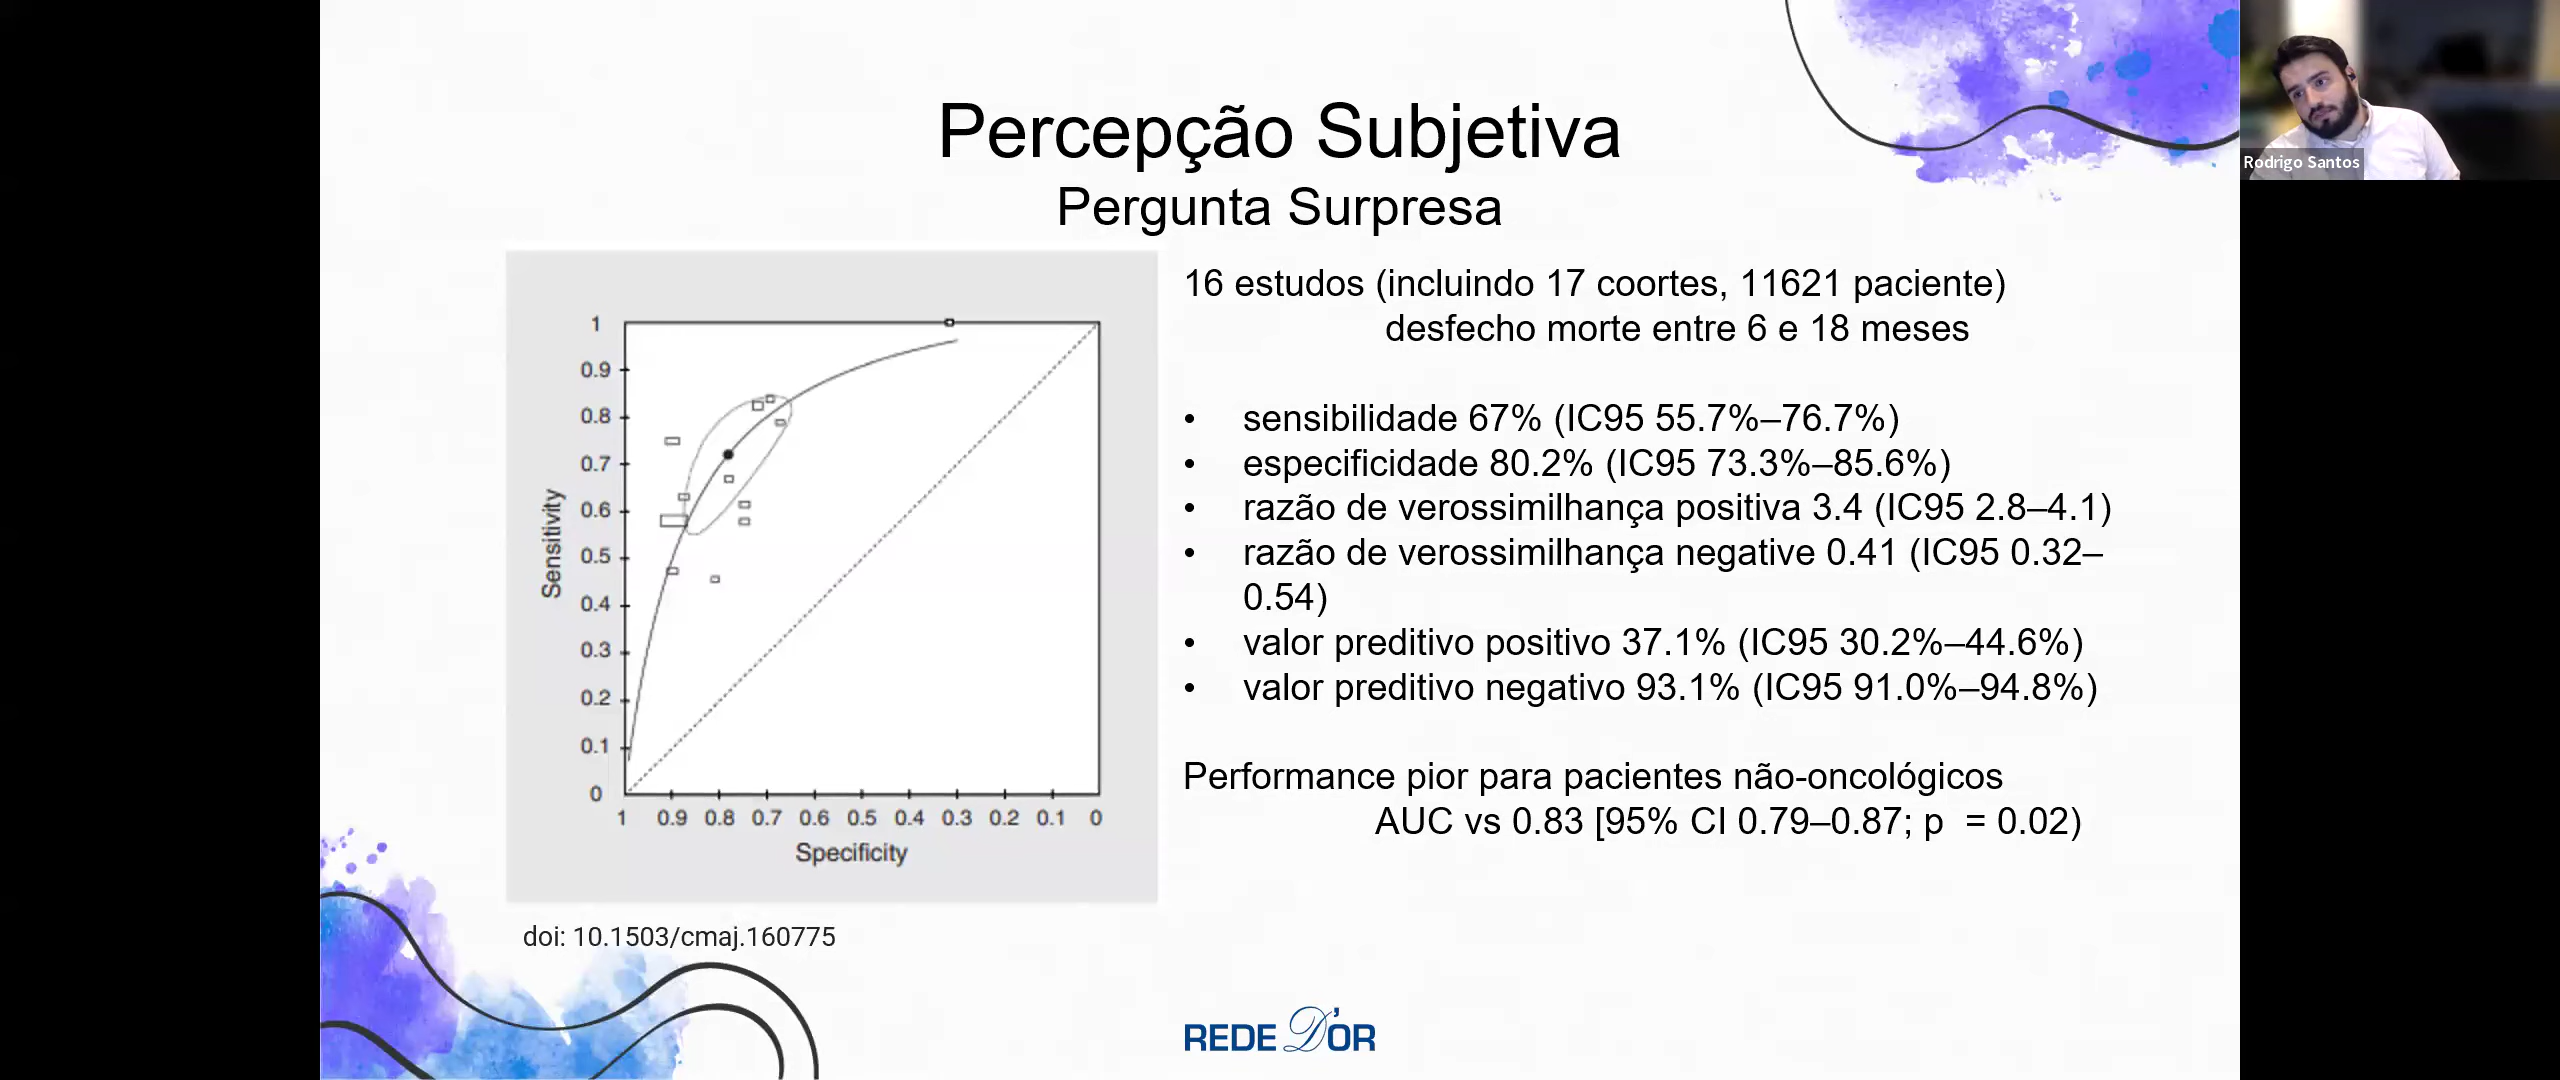 Percepção Subjetiva
Pergunta Surpresa
Rodrigo Santos
1
0.9
0.8
0.7
0.6
0.5
0.4
0.3
0.2
0.1
0
Sensitivity
1 0.9 0.8 0.7 0.6 0.5 0.4 0.3 0.2 0.1 0
Specificity
doi: 10.1503/cmaj.160775
16 estudos (incluindo 17 coortes, 11621 paciente)
desfecho morte entre 6 e 18 meses
• sensibilidade 67% (IC95 55.7%–76.7%)
• especificidade 80.2% (IC95 73.3%–85.6%)
• razão de verossimilhança positiva 3.4 (IC95 2.8–4.1)
• razão de verossimilhança negative 0.41 (IC95 0.32–
0.54)
• valor preditivo positivo 37.1% (IC95 30.2%–44.6%)
• valor preditivo negativo 93.1% (IC95 91.0%–94.8%)
Performance pior para pacientes não-oncológicos
AUC vs 0.83 [95% CI 0.79–0.87; p = 0.02)
REDE D'OR